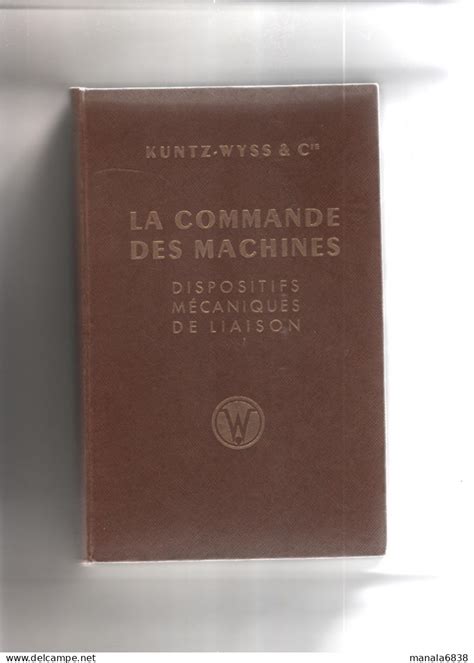 KUNTZ-WYSS & Cie
LA COMMANDE
DES MACHINES
DISPOSITIFS
MÉCANIQUES
DE LIAISON
W
www.delcampe.net
manala6838